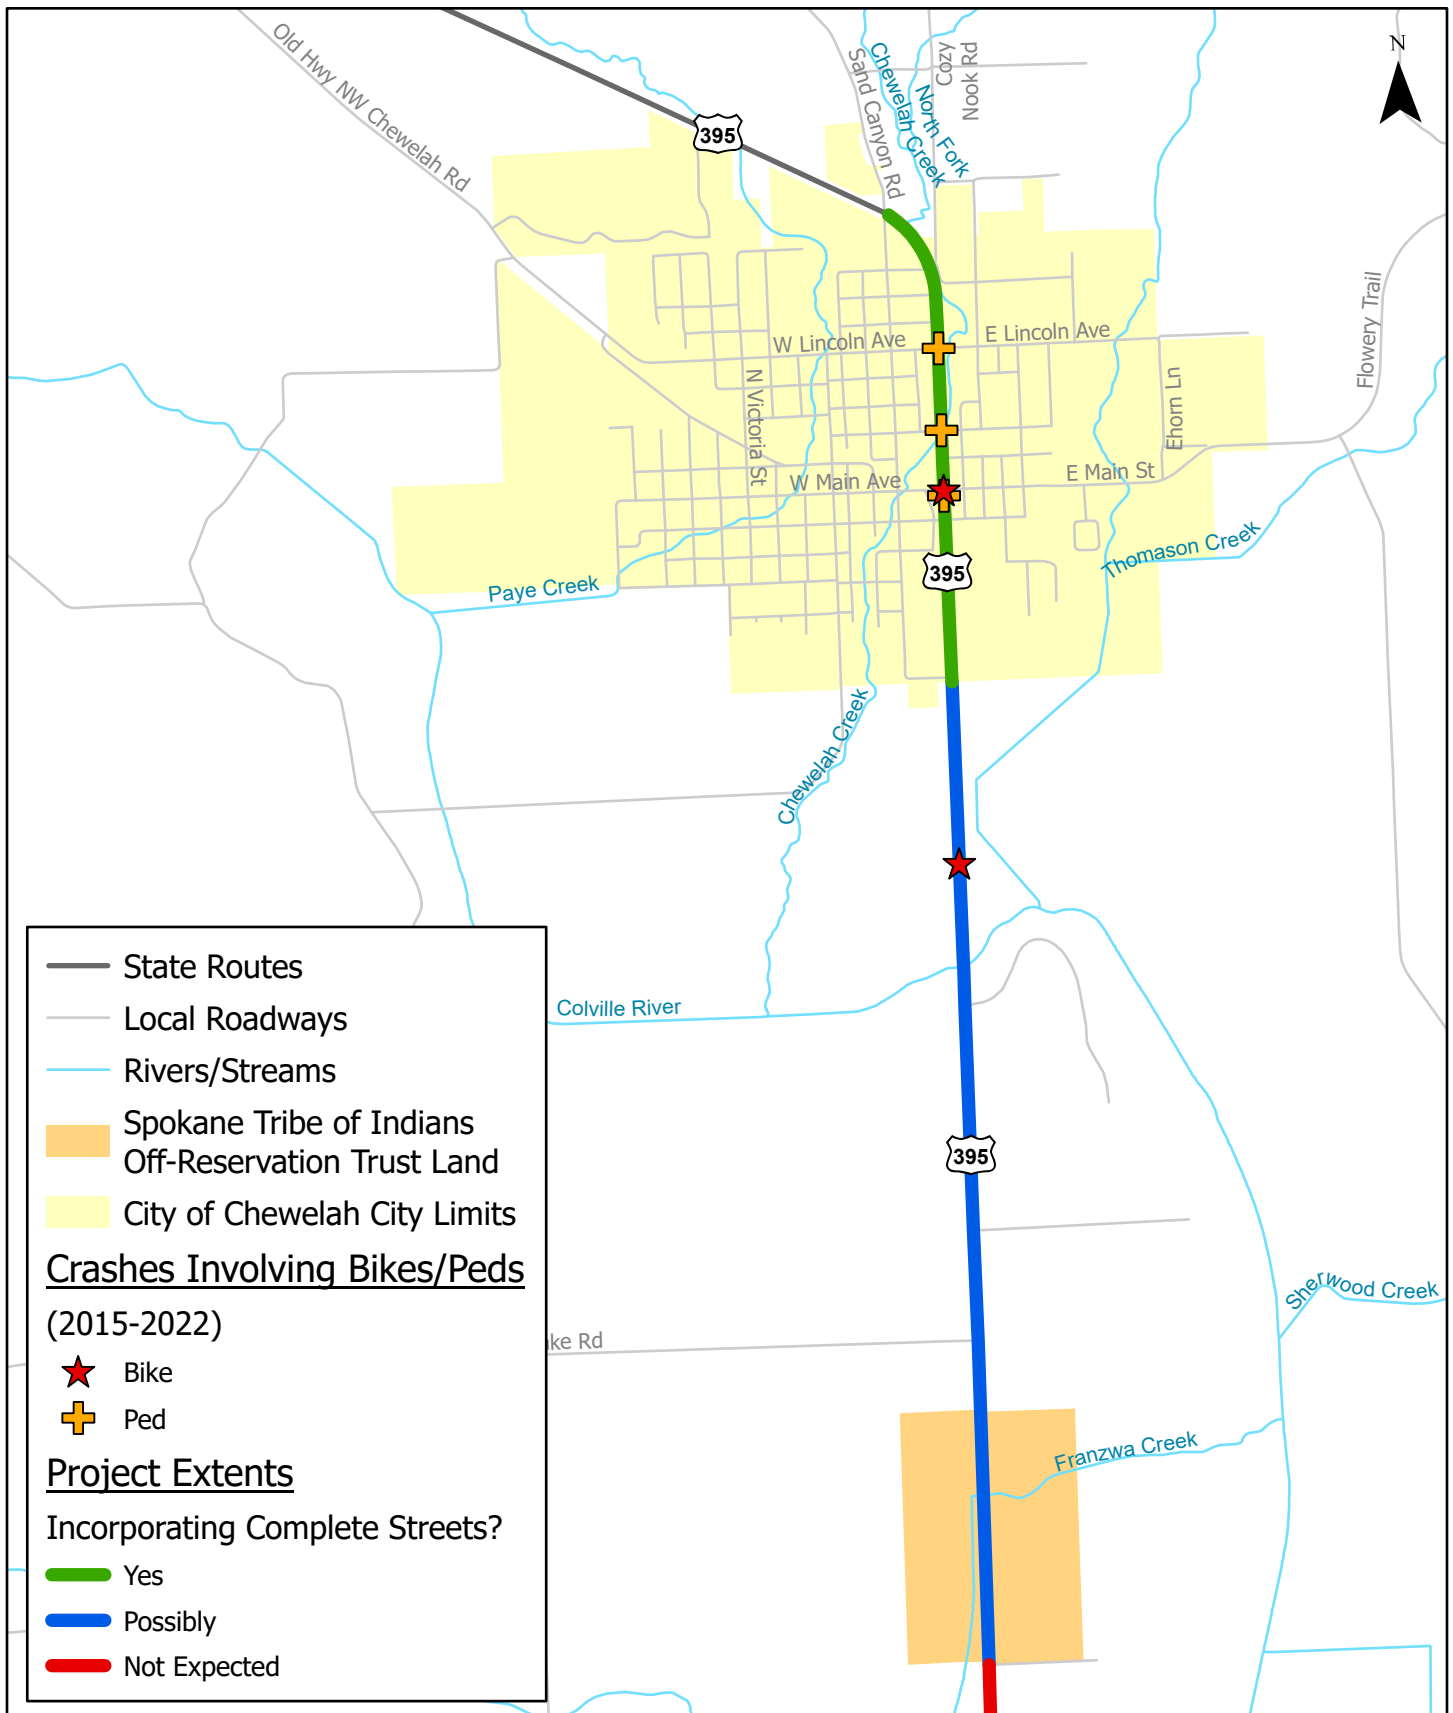 N
Old Hwy NW Chewelah Rd
395
Sand Canyon Rd
Chewelah Creek
North Fork
Cozy
Nook Rd
Flowery Trail
W Lincoln Ave
E Lincoln Ave
N Victoria St
Ehorn Ln
W Main Ave
E Main St
395
Thomason Creek
Paye Creek
Chewelah Creek
Colville River
395
Sherwood Creek
ke Rd
Franzwa Creek
State Routes
Local Roadways
Rivers/Streams
Spokane Tribe of Indians
Off-Reservation Trust Land
City of Chewelah City Limits
Crashes Involving Bikes/Peds
(2015-2022)
Bike
Ped
Project Extents
Incorporating Complete Streets?
Yes
Possibly
Not Expected